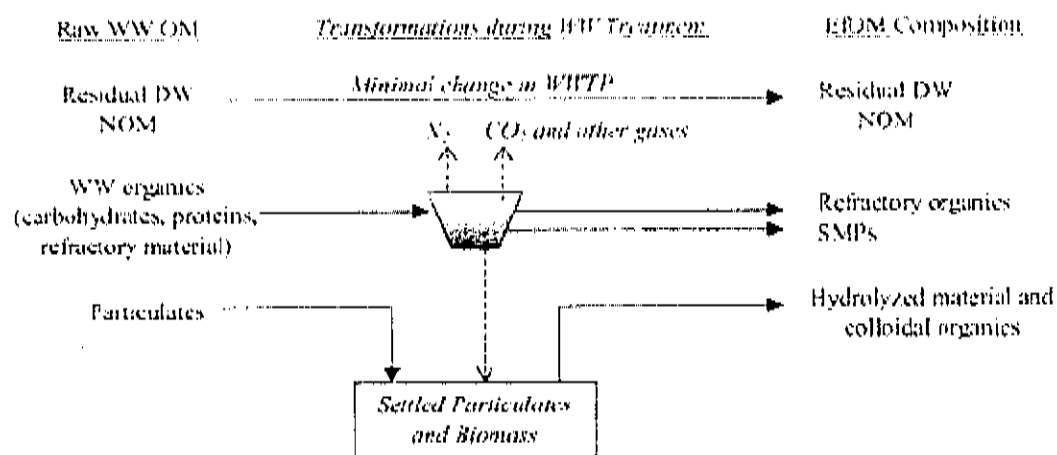 Raw WW OM
Transformations during WW Treatment
EfOM Composition
Residual DW
NOM
Minimal change in WWTP
Residual DW
NOM
N₂
CO₂ and other gases
WW organics
(carbohydrates, proteins,
refractory material)
Refractory organics
SMPs
Particulates
Hydrolyzed material and
colloidal organics
Settled Particulates
and Biomass